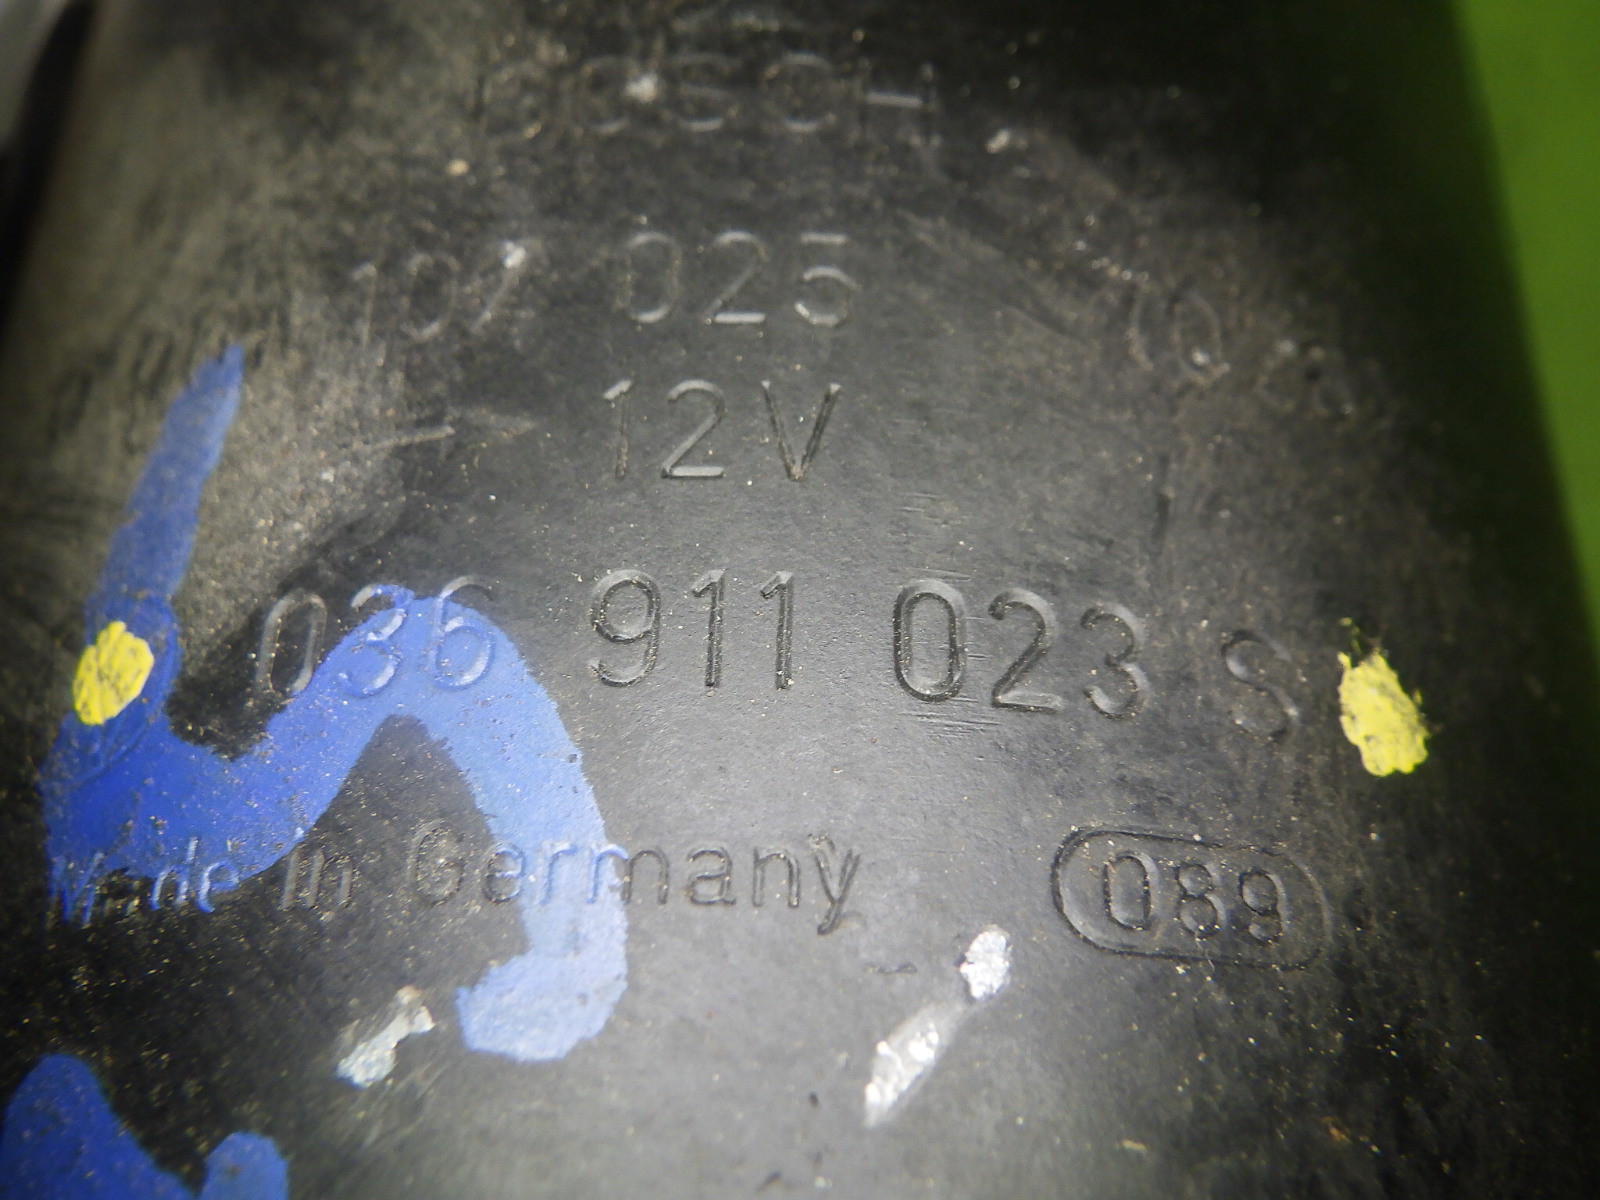 BOSCH
107 025
12V
036 911 023 S
Made in Germany 089